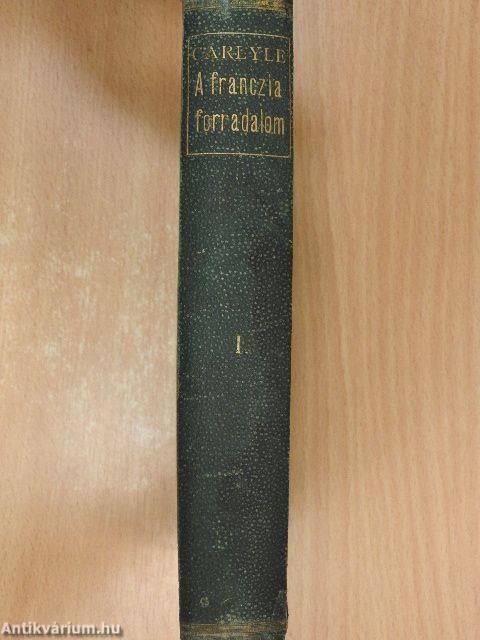 CARLYLE
A franczia
forradalom
I
Antikvárium.hu